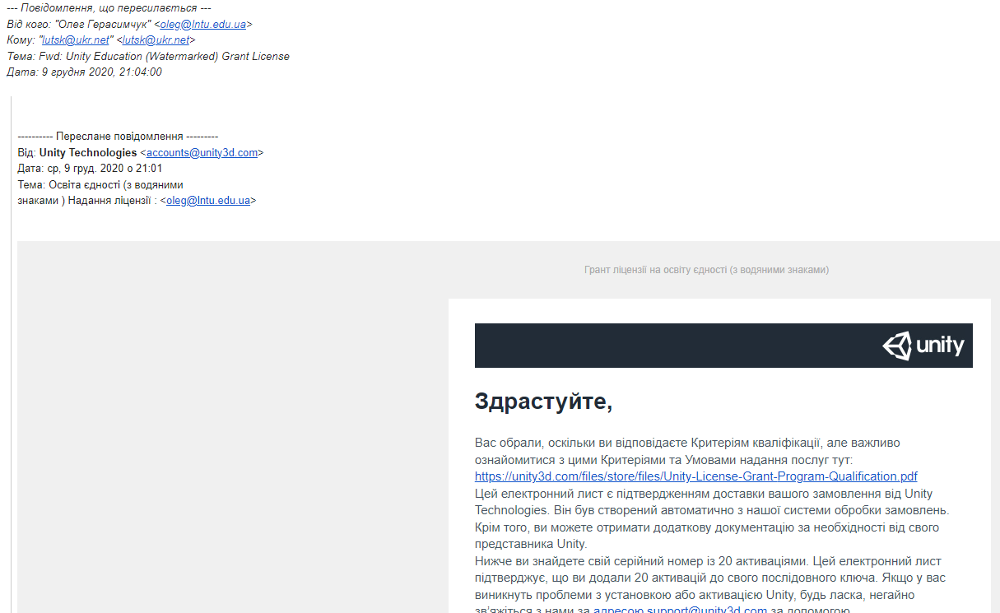 --- Повідомлення, що пересилається ---
Від кого: "Олег Герасимчук" <oleg@lntu.edu.ua>
Кому: "lutsk@ukr.net" <lutsk@ukr.net>
Тема: Fwd: Unity Education (Watermarked) Grant License
Дата: 9 грудня 2020, 21:04:00
---------- Переслане повідомлення ---------
Від: Unity Technologies <accounts@unity3d.com>
Дата: ср, 9 груд. 2020 о 21:01
Тема: Освіта єдності (з водяними
знаками ) Надання ліцензії : <oleg@lntu.edu.ua>
Грант ліцензії на освіту єдності (з водяними знаками)
unity
Здрастуйте,
Вас обрали, оскільки ви відповідаєте Критеріям кваліфікації, але важливо
ознайомитися з цими Критеріями та Умовами надання послуг тут:
https://unity3d.com/files/store/files/Unity-License-Grant-Program-Qualification.pdf
Цей електронний лист є підтвердженням доставки вашого замовлення від Unity
Technologies. Він був створений автоматично з нашої системи обробки замовлень.
Крім того, ви можете отримати додаткову документацію за необхідності від свого
представника Unity.
Нижче ви знайдете свій серійний номер із 20 активаціями. Цей електронний лист
підтверджує, що ви додали 20 активацій до свого послідовного ключа. Якщо у вас
виникнуть проблеми з установкою або активацією Unity, будь ласка, негайно
зв'яжіться з нами за адресою support@unity3d.com за допомогою